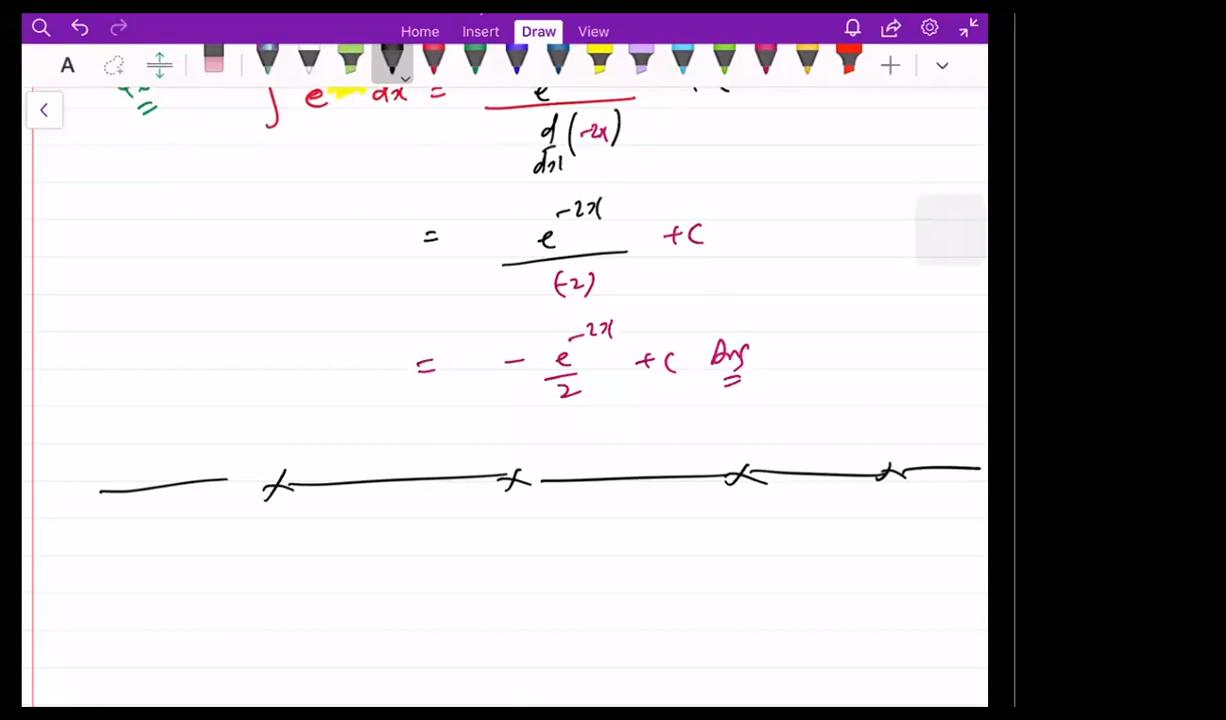 Home Insert Draw View
A
∫ e dx = e
d/dx (-2x)
= e^{-2x}/(-2) +C
= - e^{-2x}/2 +C Ans